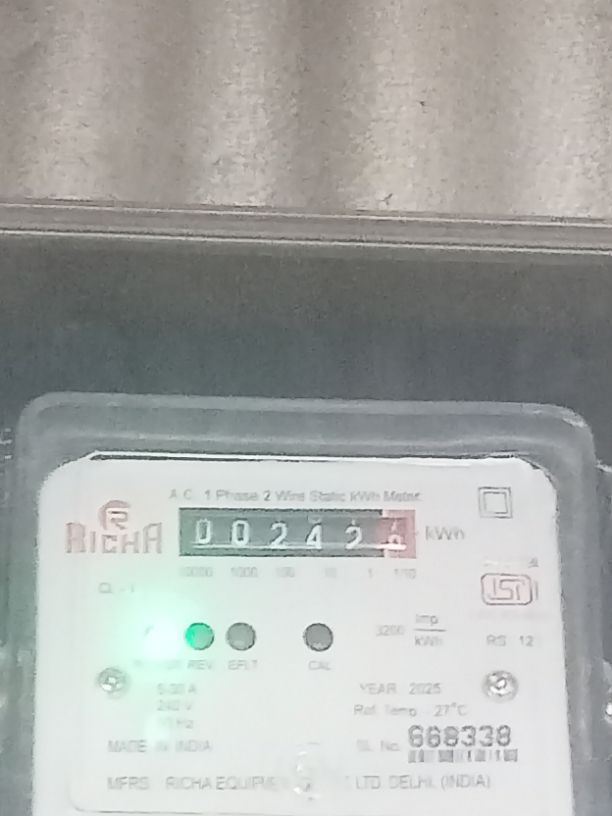 A.C. 1 Phase 2 Wire Static kWh Meter
RICHA
0 0 2 4 2
kWh
10000 1000 100 10 1 1/10
CL - 1
ISI
3200 Imp
kWh
RS 12
REV EFLT CAL
5-30 A
240 V
Hz
YEAR 2025
Ref. Temp - 27°C
MADE IN INDIA
SL. No. 668338
MFRS RICHA LTD. DELHI, (INDIA)